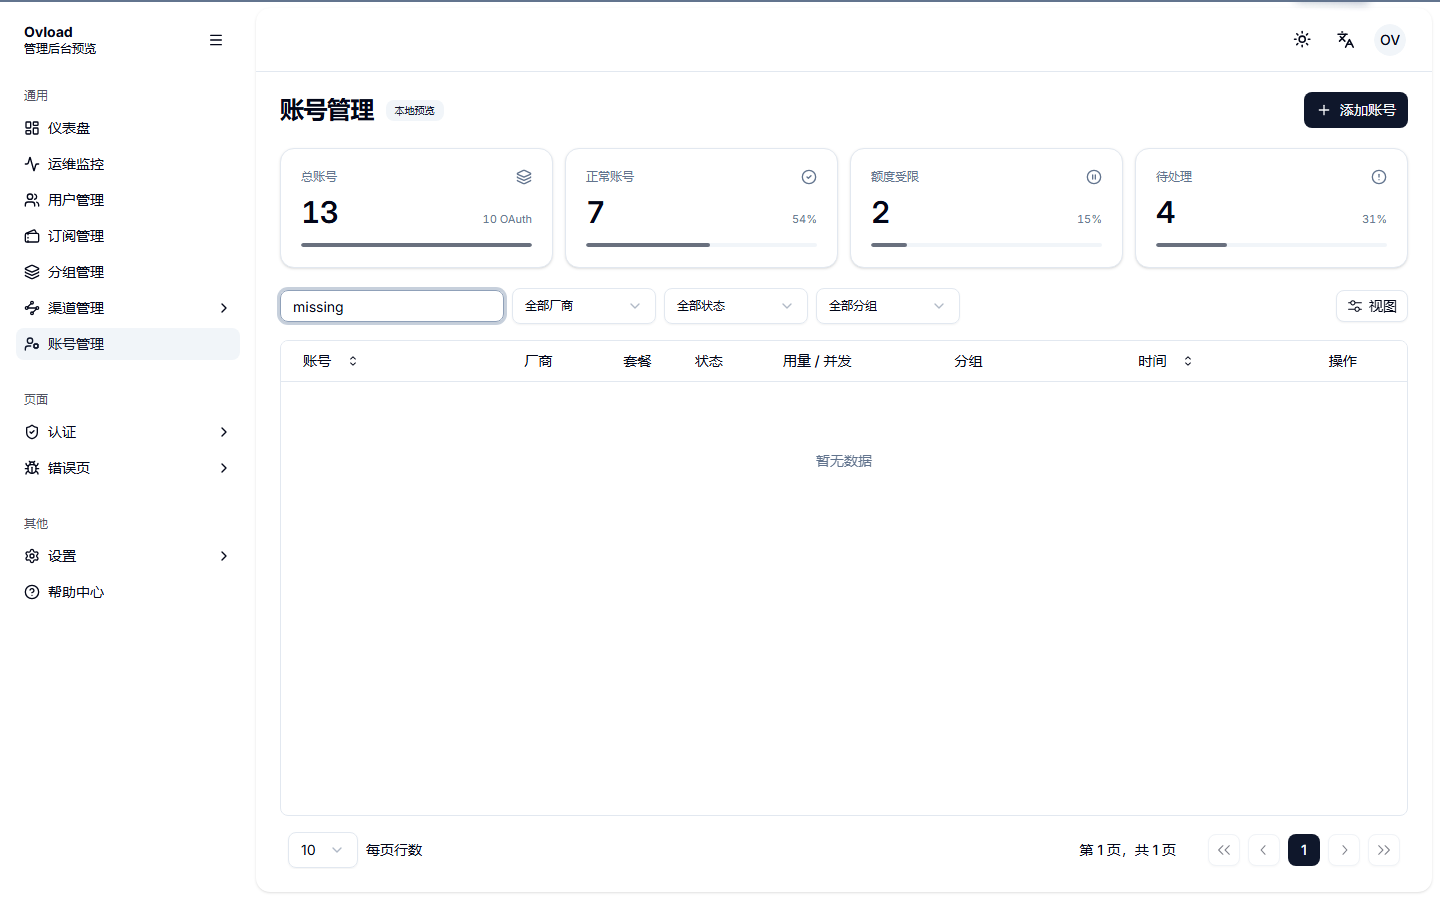 Ovload
管理后台预览
OV
通用
仪表盘
运维监控
用户管理
订阅管理
分组管理
渠道管理
账号管理
页面
认证
错误页
其他
设置
帮助中心
账号管理
本地预览
添加账号
总账号
13
10 OAuth
正常账号
7
54%
额度受限
2
15%
待处理
4
31%
missing
全部厂商
全部状态
全部分组
视图
账号 厂商 套餐 状态 用量 / 并发 分组 时间 操作
暂无数据
10 每页行数
第 1 页，共 1 页
1